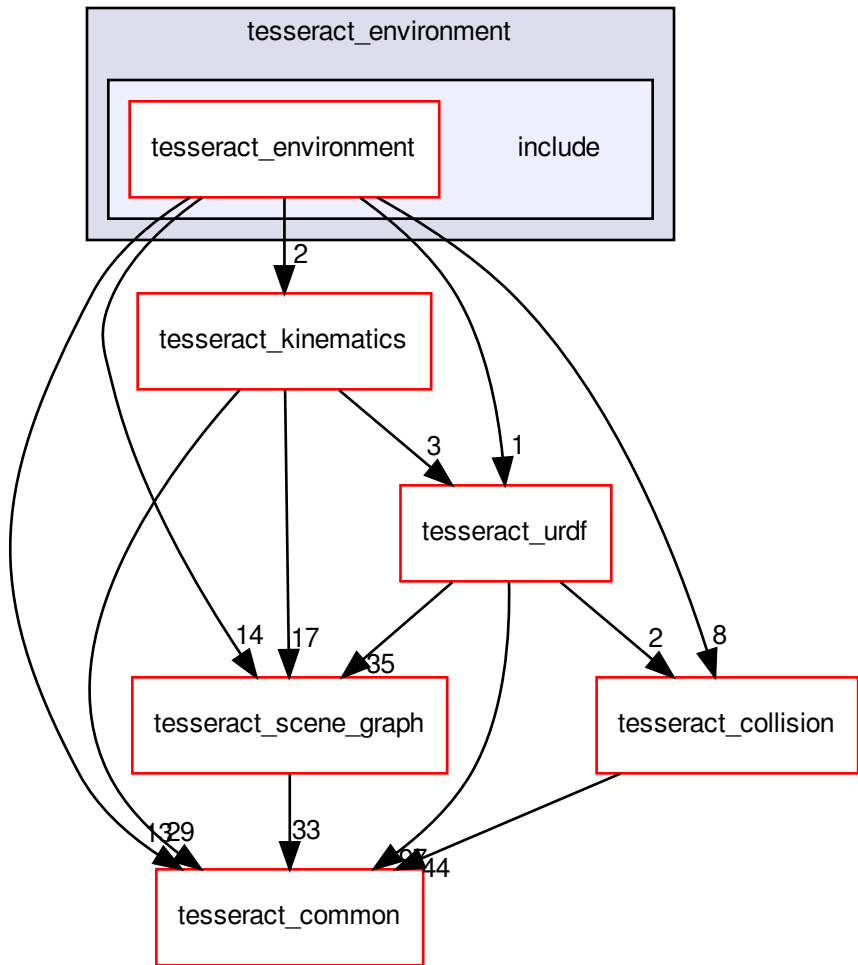 tesseract_environment
tesseract_environment
include
2
tesseract_kinematics
3
1
tesseract_urdf
14
17
35
2
8
tesseract_scene_graph
tesseract_collision
13
29
33
44
tesseract_common